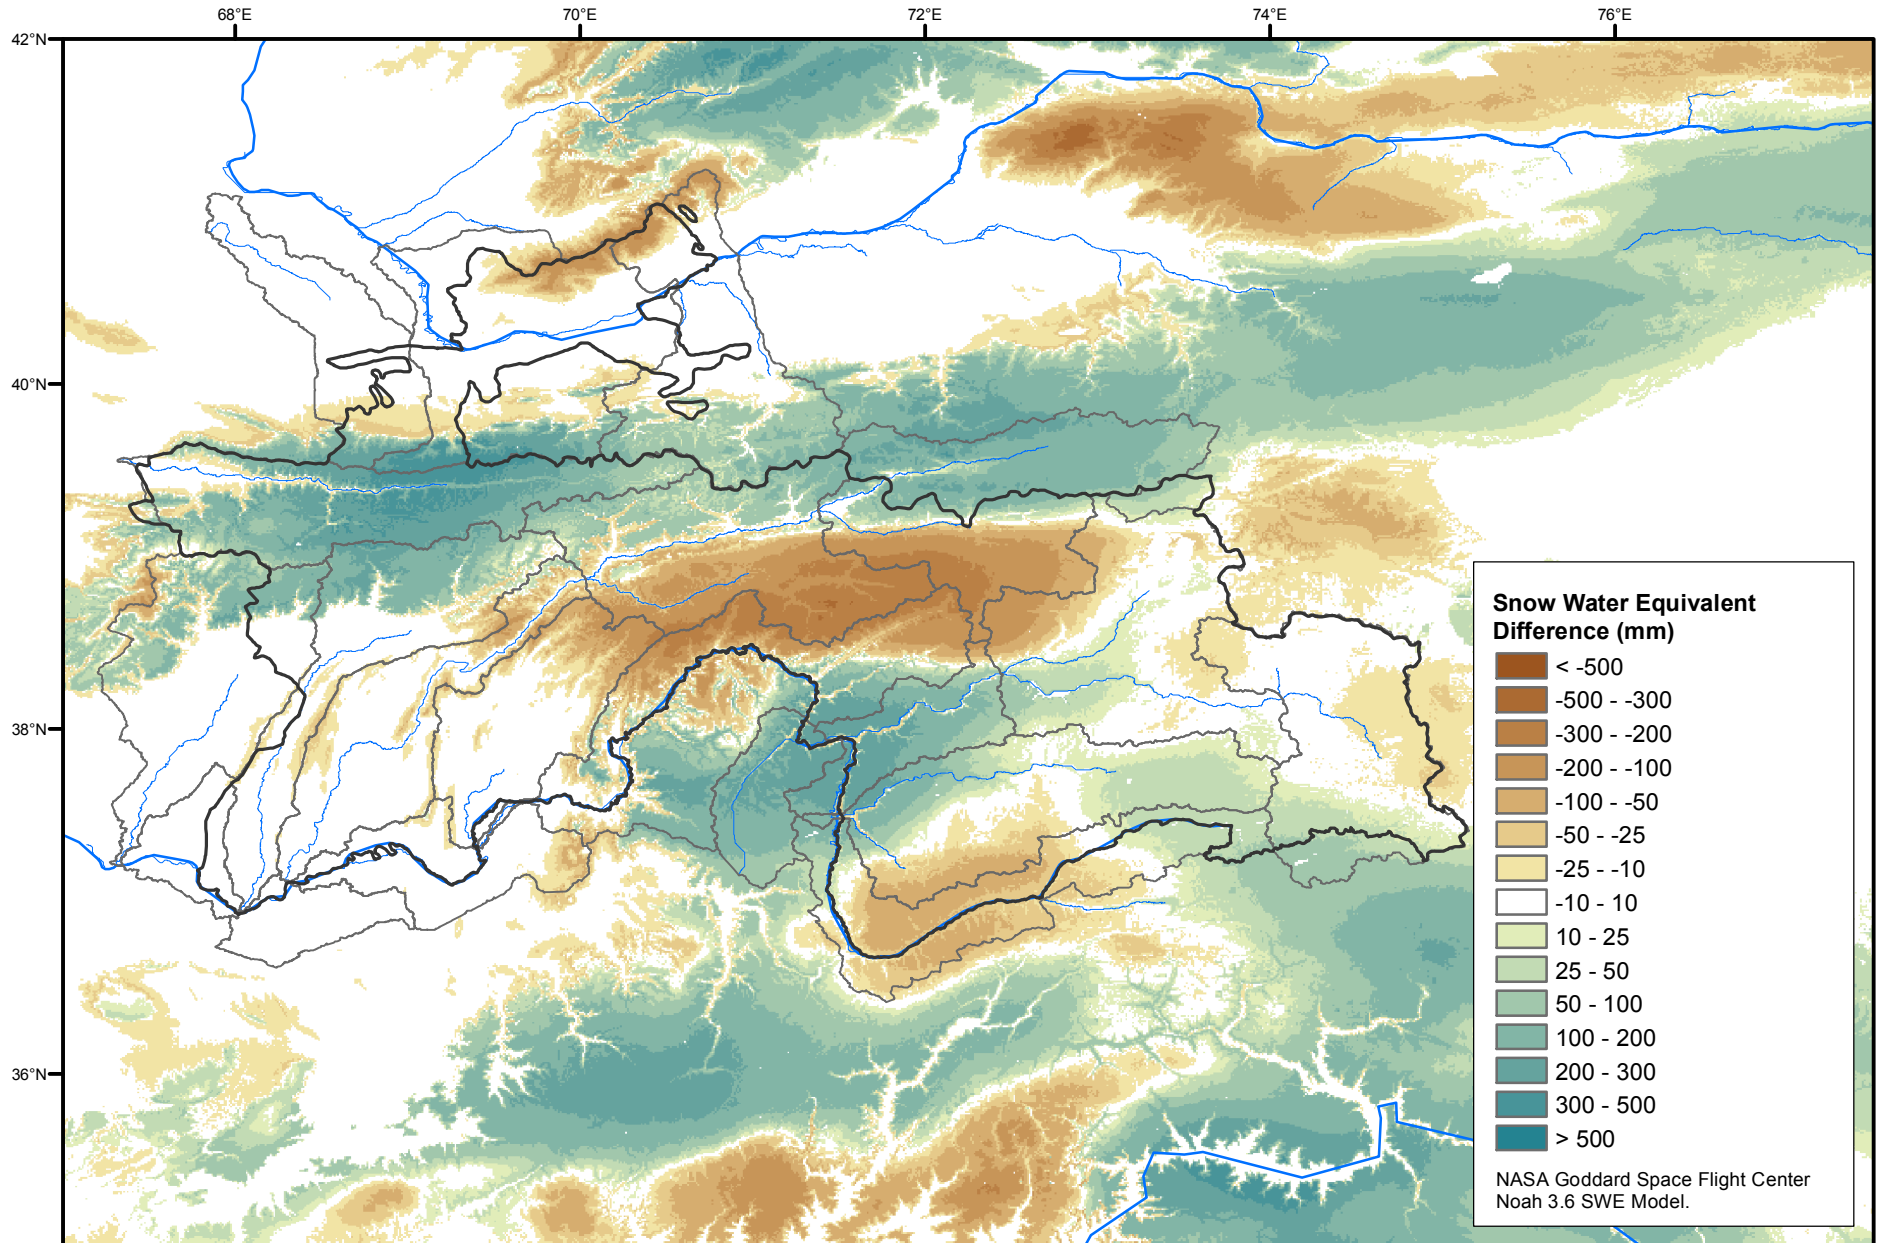 68°E
70°E
72°E
74°E
76°E
42°N
40°N
38°N
36°N
Snow Water Equivalent
Difference (mm)
< -500
-500 - -300
-300 - -200
-200 - -100
-100 - -50
-50 - -25
-25 - -10
-10 - 10
10 - 25
25 - 50
50 - 100
100 - 200
200 - 300
300 - 500
> 500
NASA Goddard Space Flight Center
Noah 3.6 SWE Model.